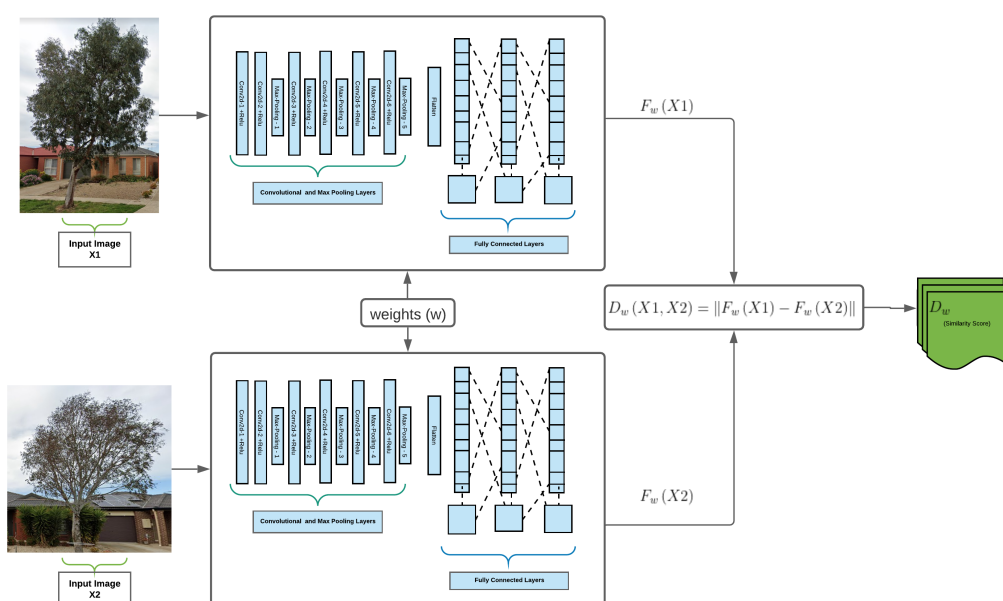 Conv2d-1 +Relu
Conv2d-2 +Relu
Max-Pooling - 1
Conv2d-3 +Relu
Max-Pooling - 2
Conv2d-4 +Relu
Max-Pooling - 3
Conv2d-5 +Relu
Max-Pooling - 4
Conv2d-6 +Relu
Max-Pooling - 5
Flatten
Convolutional and Max Pooling Layers
Fully Connected Layers
Input Image
X1
F_w (X1)
weights (w)
D_w (X1, X2) = ‖F_w (X1) − F_w (X2)‖
D_w
(Similarity Score)
Conv2d-1 +Relu
Conv2d-2 +Relu
Max-Pooling - 1
Conv2d-3 +Relu
Max-Pooling - 2
Conv2d-4 +Relu
Max-Pooling - 3
Conv2d-5 +Relu
Max-Pooling - 4
Conv2d-6 +Relu
Max-Pooling - 5
Flatten
Convolutional and Max Pooling Layers
Fully Connected Layers
Input Image
X2
F_w (X2)